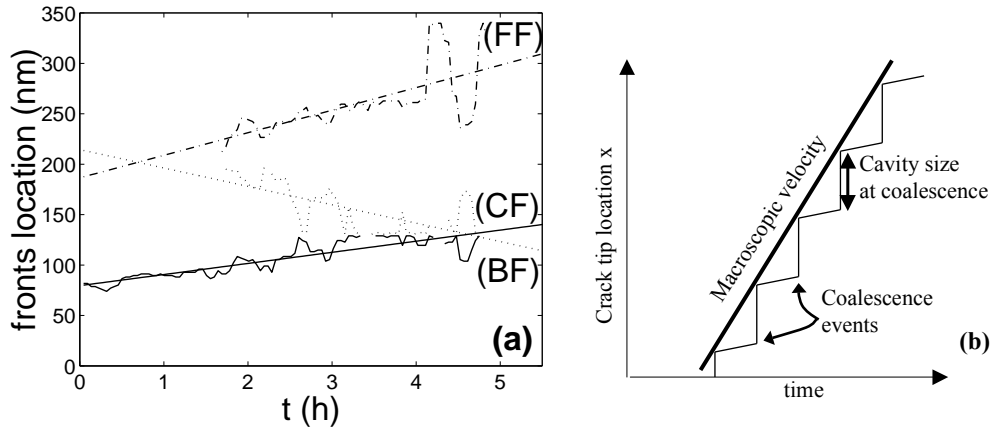 fronts location (nm)
350
300
250
200
150
100
50
0
0
1
2
3
4
5
t (h)
(FF)
(CF)
(BF)
(a)
Crack tip location x
Macroscopic velocity
Cavity size
at coalescence
Coalescence
events
time
(b)